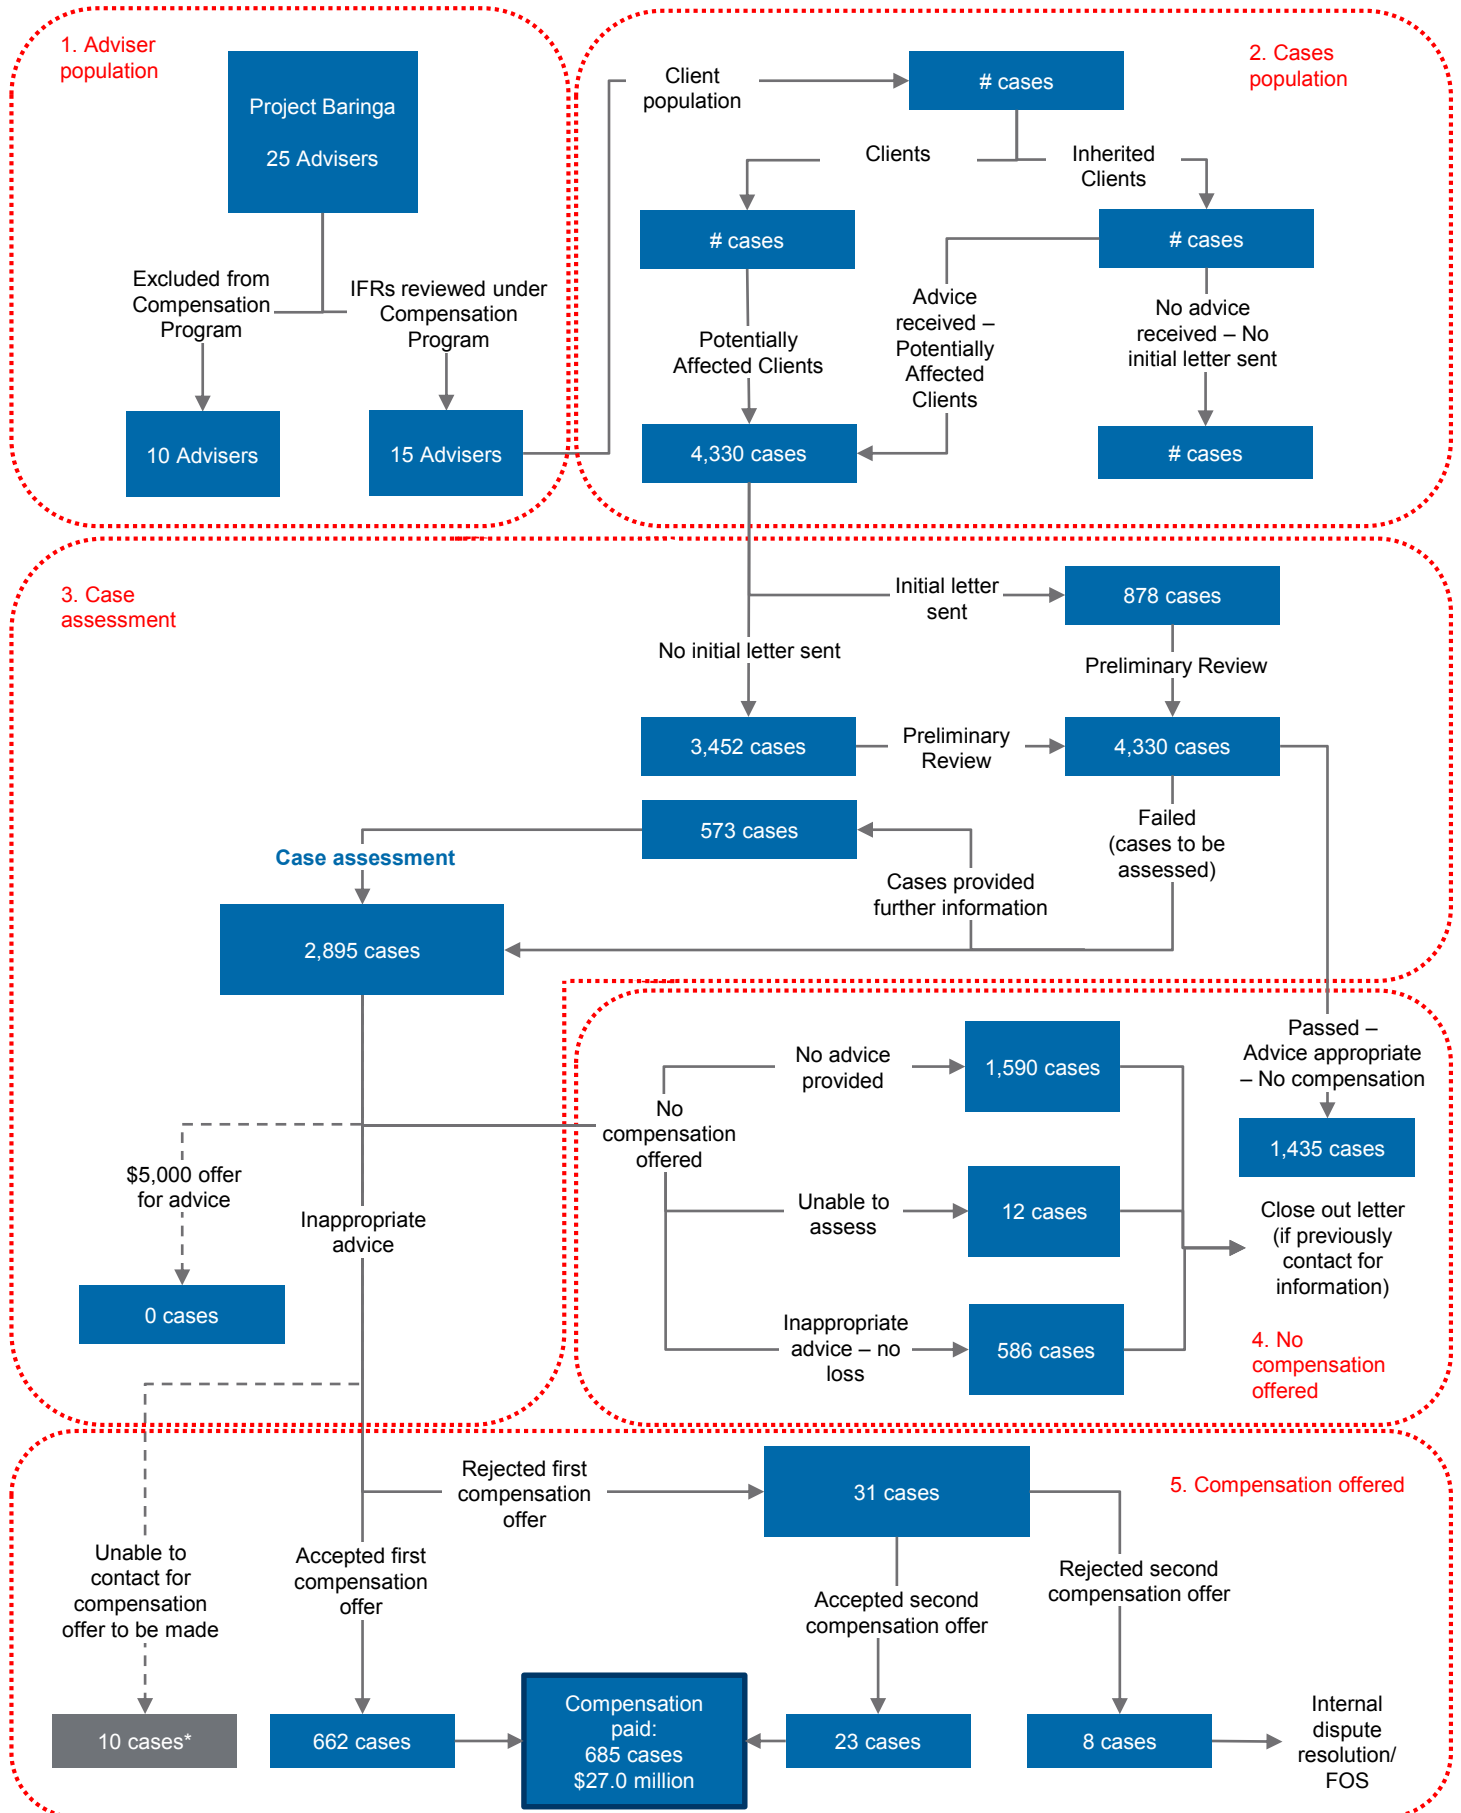 1. Adviser
population
Project Baringa
25 Advisers
Excluded from
Compensation
Program
IFRs reviewed under
Compensation
Program
10 Advisers
15 Advisers
2. Cases
population
Client
population
# cases
Clients
Inherited
Clients
# cases
# cases
Potentially
Affected Clients
Advice
received –
Potentially
Affected
Clients
No advice
received – No
initial letter sent
4,330 cases
# cases
3. Case
assessment
Initial letter
sent
878 cases
No initial letter sent
Preliminary Review
3,452 cases
Preliminary
Review
4,330 cases
573 cases
Failed
(cases to be
assessed)
Case assessment
Cases provided
further information
2,895 cases
Passed –
Advice appropriate
– No compensation
1,435 cases
No advice
provided
1,590 cases
No
compensation
offered
$5,000 offer
for advice
Inappropriate
advice
Unable to
assess
12 cases
Close out letter
(if previously
contact for
information)
0 cases
Inappropriate
advice – no
loss
586 cases
4. No
compensation
offered
Rejected first
compensation
offer
31 cases
5. Compensation offered
Unable to
contact for
compensation
offer to be made
Accepted first
compensation
offer
Accepted second
compensation offer
Rejected second
compensation offer
10 cases*
662 cases
Compensation
paid:
685 cases
$27.0 million
23 cases
8 cases
Internal
dispute
resolution/
FOS